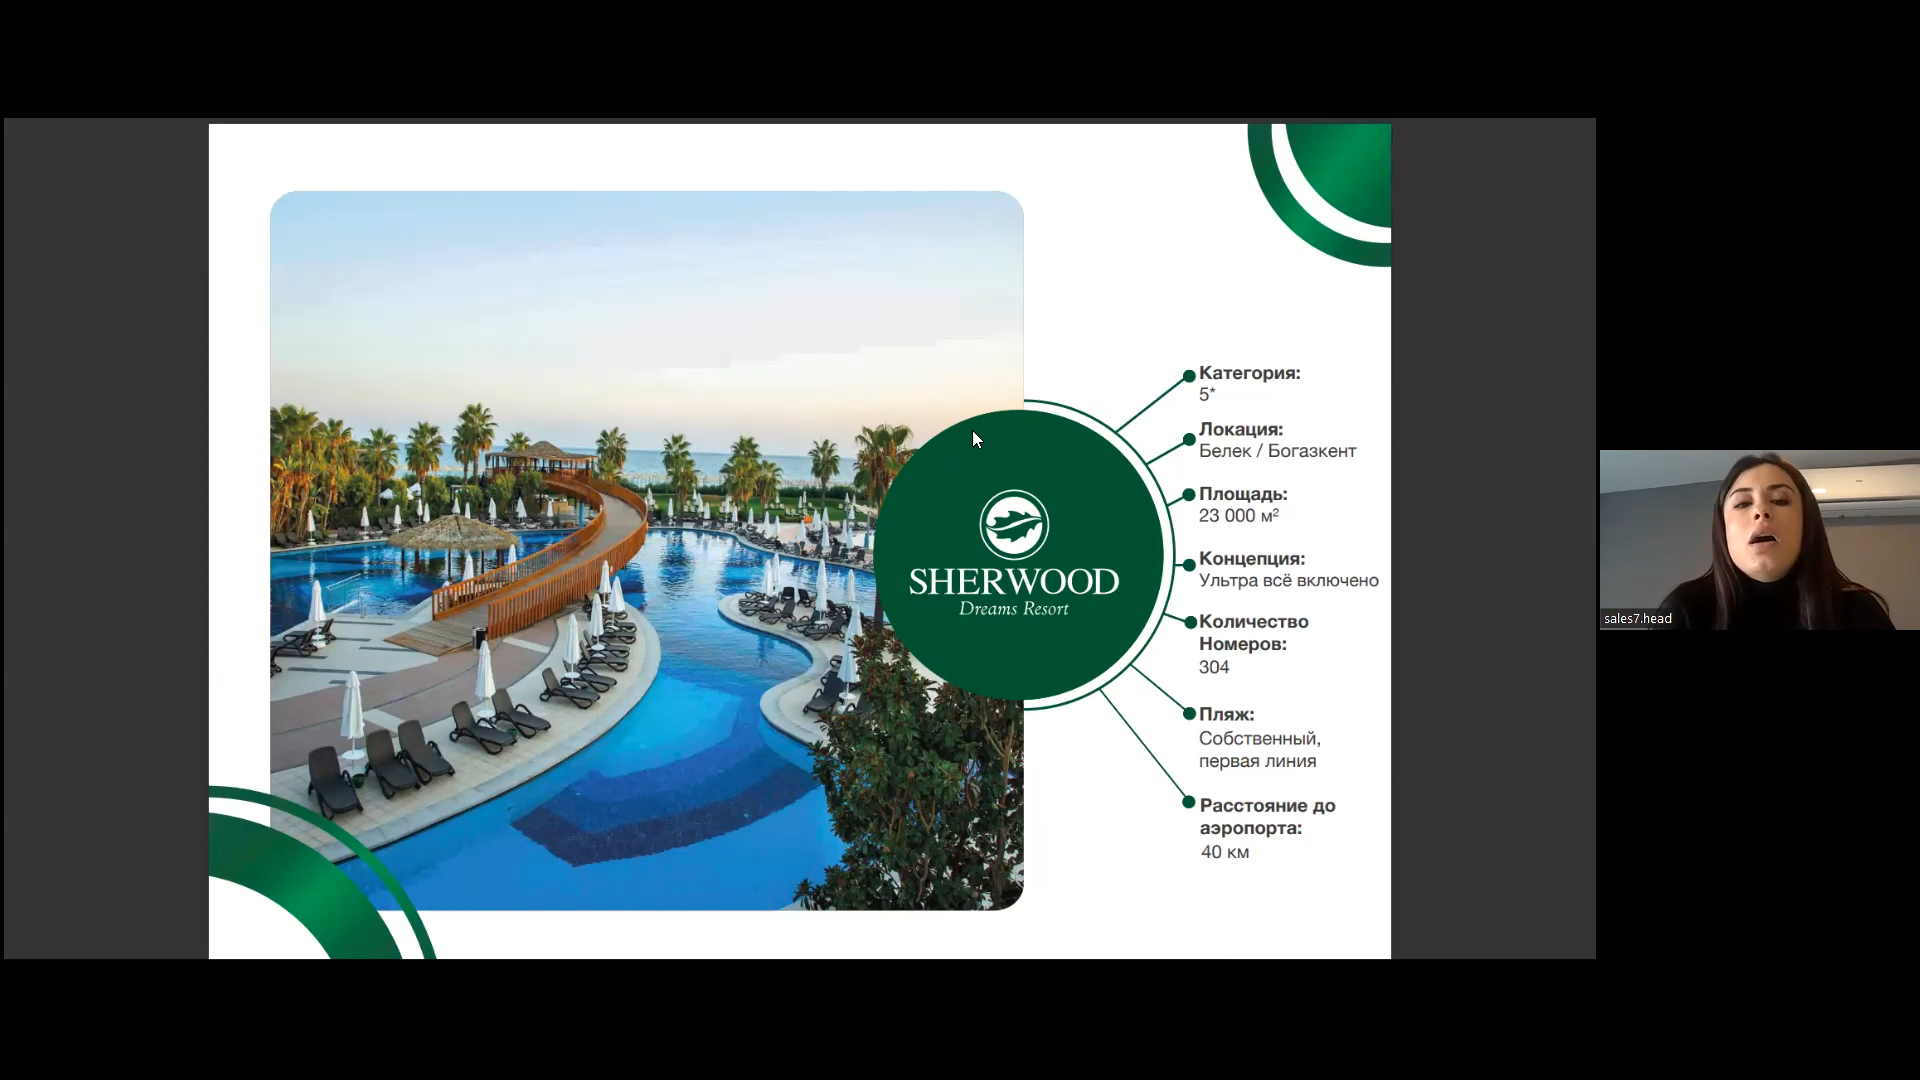 SHERWOOD
Dreams Resort
Категория:
5*
Локация:
Белек / Богазкент
Площадь:
23 000 м²
Концепция:
Ультра всё включено
Количество
Номеров:
304
Пляж:
Собственный,
первая линия
Расстояние до
аэропорта:
40 км
sales7.head